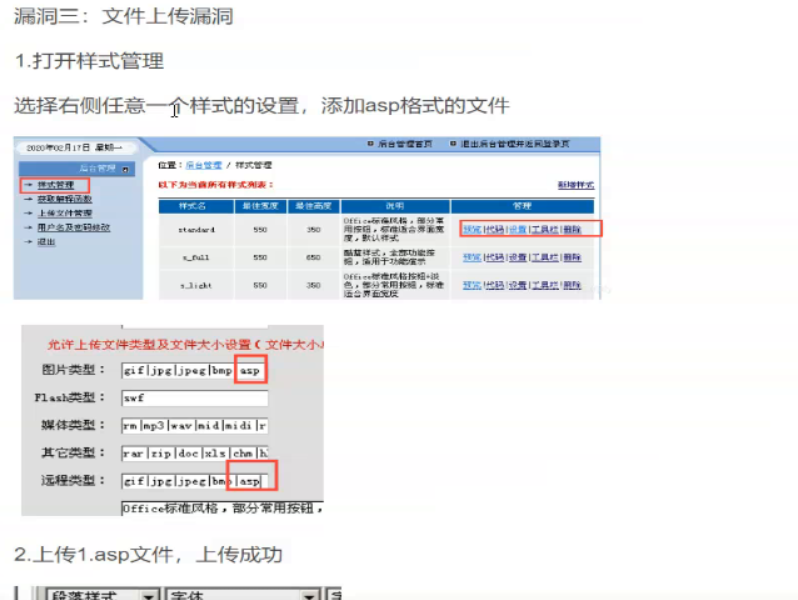 漏洞三：文件上传漏洞
1.打开样式管理
选择右侧任意一个样式的设置，添加asp格式的文件
2020年02月17日 星期一
后台管理首页
退出后台管理并返回登录页
后台管理
位置：后台管理 / 样式管理
样式管理
以下为当前所有样式列表：
新增样式
获取解释函数
上传文件管理
用户名及密码修改
退出
样式名 最佳宽度 最佳高度 说明 管理
standard 550 350 Office标准风格，部分常用按钮，标准适合界面宽度，默认样式 预览|代码|设置|工具栏|删除
s_full 550 650 酷蓝样式，全部功能按钮，适用于功能演示 预览|代码|设置|工具栏|删除
s_light 550 350 Office标准风格按钮+淡色，部分常用按钮，标准适合界面宽度 预览|代码|设置|工具栏|删除
允许上传文件类型及文件大小设置（文件大小
图片类型： gif|jpg|jpeg|bmp|asp
Flash类型： swf
媒体类型： rm|mp3|wav|mid|midi|r
其它类型： rar|zip|doc|xls|chm|h
远程类型： gif|jpg|jpeg|bmp|asp
Office标准风格，部分常用按钮，
2.上传1.asp文件，上传成功
段落样式 字体